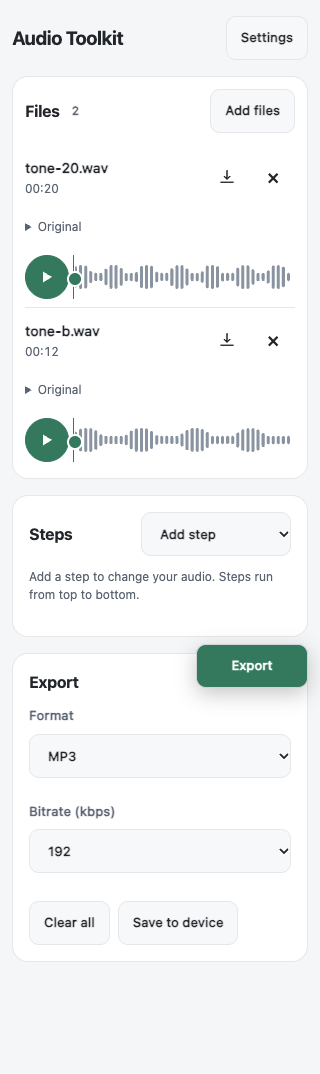 Audio Toolkit
Settings
Files 2
Add files
tone-20.wav
00:20
Original
tone-b.wav
00:12
Original
Steps
Add step
Add a step to change your audio. Steps run
from top to bottom.
Export
Export
Format
MP3
Bitrate (kbps)
192
Clear all
Save to device